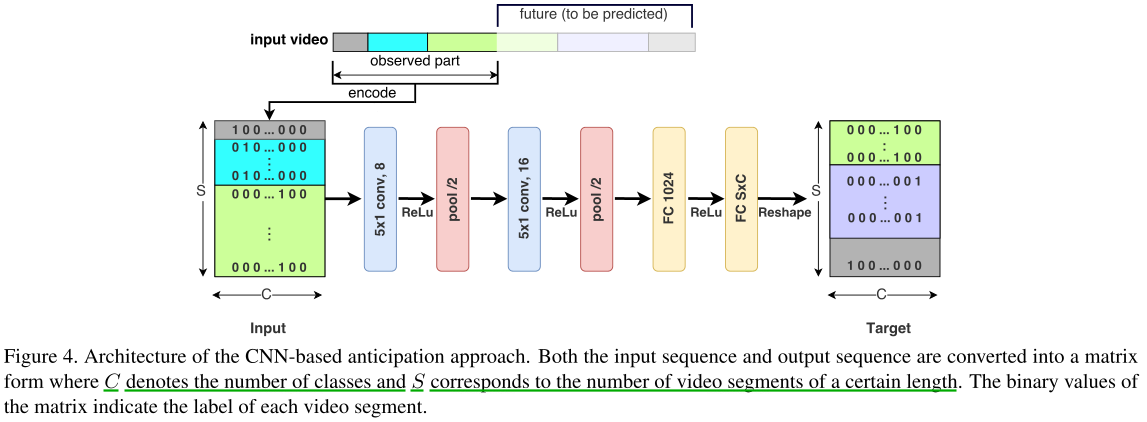 future (to be predicted)
input video
observed part
encode
1 0 0 ... 0 0 0
0 1 0 ... 0 0 0
⋮
0 1 0 ... 0 0 0
0 0 0 ... 1 0 0
⋮
0 0 0 ... 1 0 0
S
C
Input
5x1 conv, 8
ReLu
pool /2
5x1 conv, 16
ReLu
pool /2
FC 1024
ReLu
FC SxC
Reshape
0 0 0 ... 1 0 0
⋮
0 0 0 ... 1 0 0
0 0 0 ... 0 0 1
⋮
0 0 0 ... 0 0 1
1 0 0 ... 0 0 0
S
C
Target
Figure 4. Architecture of the CNN-based anticipation approach. Both the input sequence and output sequence are converted into a matrix
form where C denotes the number of classes and S corresponds to the number of video segments of a certain length. The binary values of
the matrix indicate the label of each video segment.